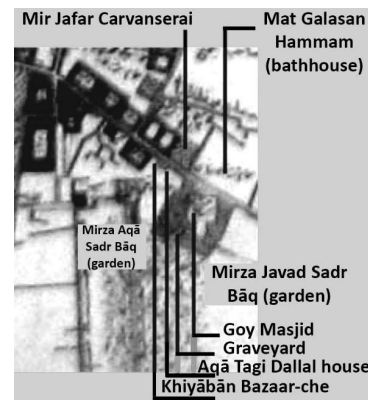 Mir Jafar Carvanserai
Mat Galasan
Hammam
(bathhouse)
Mirza Aqā
Sadr Bāq
(garden)
Mirza Javad Sadr
Bāq (garden)
Goy Masjid
Graveyard
Aqā Tagi Dallal house
Khiyābān Bazaar-che